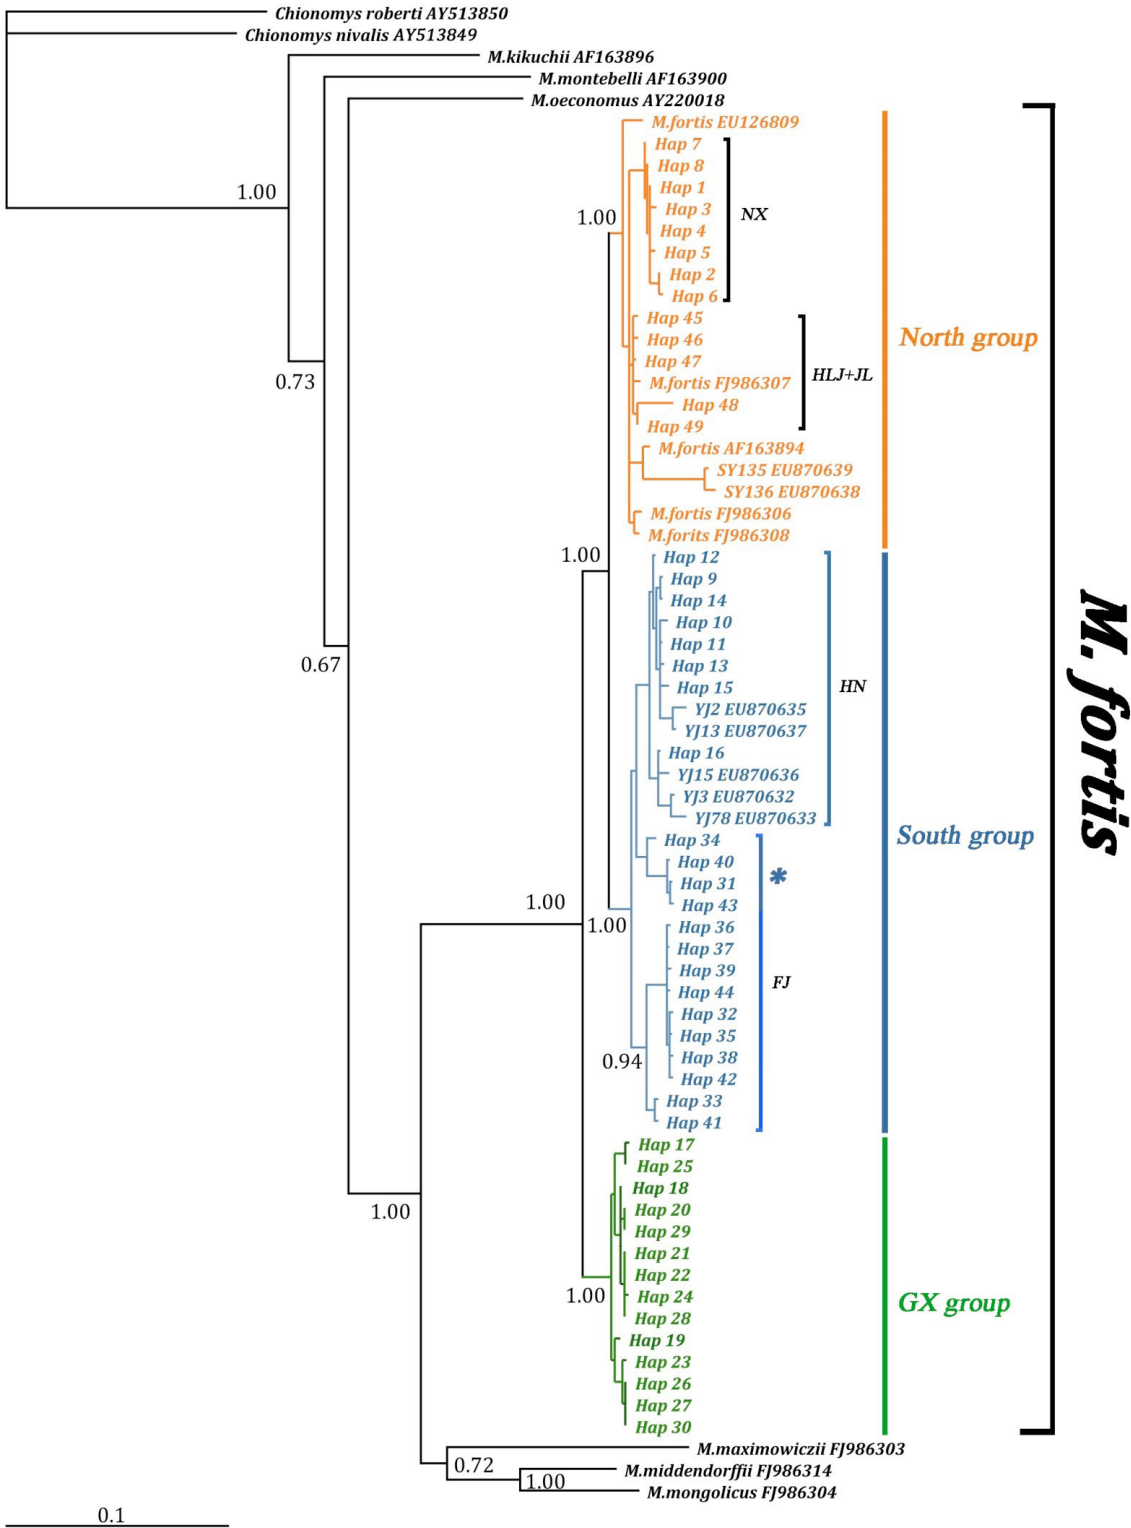 Chionomys roberti AY513850
Chionomys nivalis AY513849
M.kikuchii AF163896
M.montebelli AF163900
M.oeconomus AY220018
M.fortis EU126809
Hap 7
Hap 8
1.00
Hap 1
Hap 3
NX
1.00
Hap 4
Hap 5
Hap 2
Hap 6
Hap 45
North group
Hap 46
Hap 47
HLJ+JL
0.73
M.fortis FJ986307
Hap 48
Hap 49
M.fortis AF163894
SY135 EU870639
SY136 EU870638
M.fortis FJ986306
M.forits FJ986308
1.00
Hap 12
Hap 9
Hap 14
Hap 10
Hap 11
0.67
Hap 13
Hap 15
HN
YJ2 EU870635
M. fortis
YJ13 EU870637
Hap 16
YJ15 EU870636
YJ3 EU870632
YJ78 EU870633
South group
Hap 34
Hap 40
Hap 31
*
1.00
Hap 43
1.00
Hap 36
Hap 37
Hap 39
FJ
Hap 44
Hap 32
Hap 35
0.94
Hap 38
Hap 42
Hap 33
Hap 41
Hap 17
Hap 25
Hap 18
1.00
Hap 20
Hap 29
Hap 21
Hap 22
1.00
Hap 24
GX group
Hap 28
Hap 19
Hap 23
Hap 26
Hap 27
Hap 30
M.maximowiczii FJ986303
0.72
M.middendorffii FJ986314
1.00
M.mongolicus FJ986304
0.1